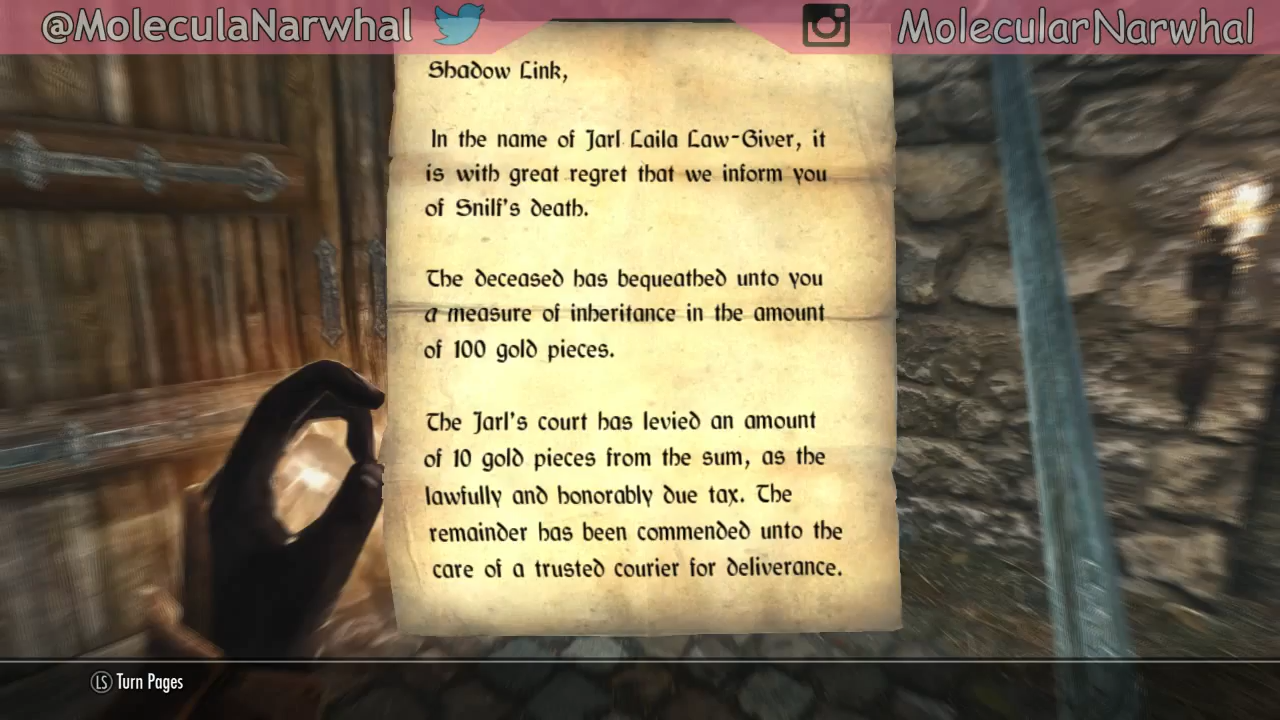 @MoleculaNarwhal
MolecularNarwhal
Shadow Link,
In the name of Jarl Laila Law-Giver, it
is with great regret that we inform you
of Snilf's death.
The deceased has bequeathed unto you
a measure of inheritance in the amount
of 100 gold pieces.
The Jarl's court has levied an amount
of 10 gold pieces from the sum, as the
lawfully and honorably due tax. The
remainder has been commended unto the
care of a trusted courier for deliverance.
LS Turn Pages